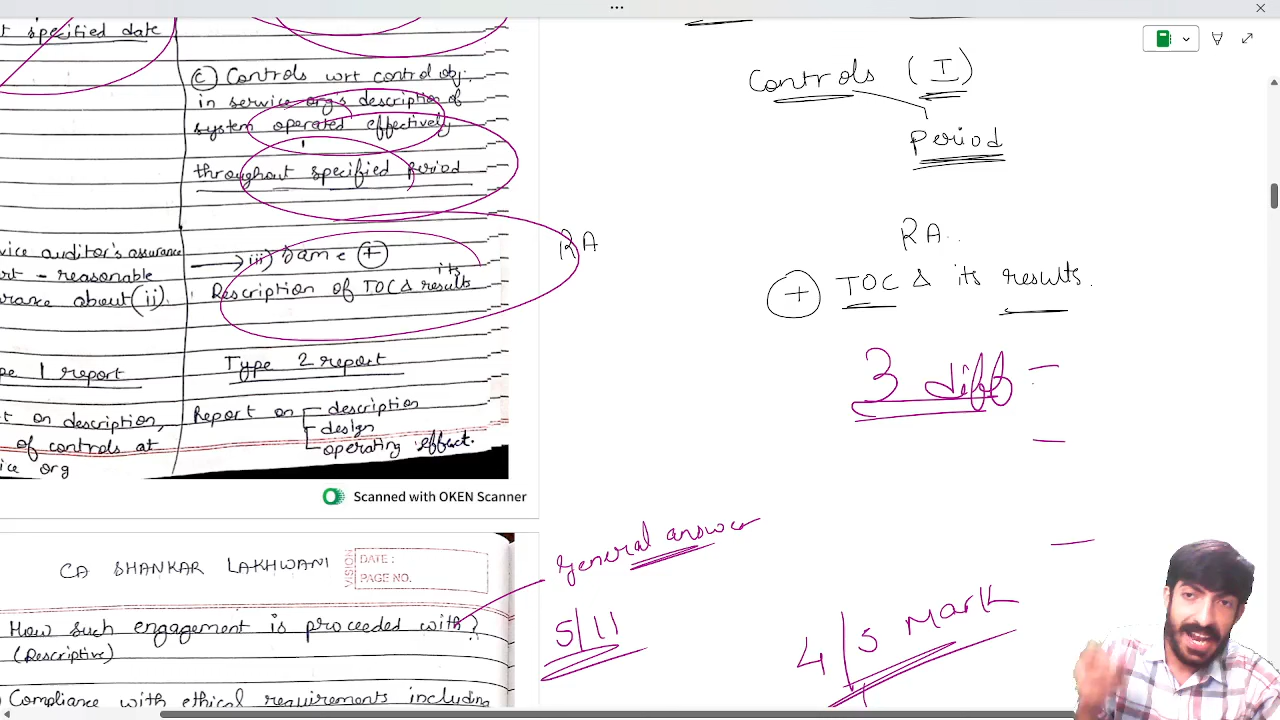 t specified date
(c) Controls wrt control obj.
in service org's description of
system operated effectively
throughout specified period
vice auditor's assurance
rt - reasonable
urance about (ii).
→ iii) Same (+)
Description of TOC & its results
pe 1 report
Type 2 report
t on description,
of controls at
ice org
Report on description
design
operating effect.
Scanned with OKEN Scanner
CA SHANKAR LAKHWANI
VISION
DATE :
PAGE NO.
How such engagement is proceeded with?
(Descriptive)
Compliance with ethical requirements including
Controls (I)
Period
RA
RA..
(+) TOC & its results.
3 diff
General answer
5/11
4/5 Mark